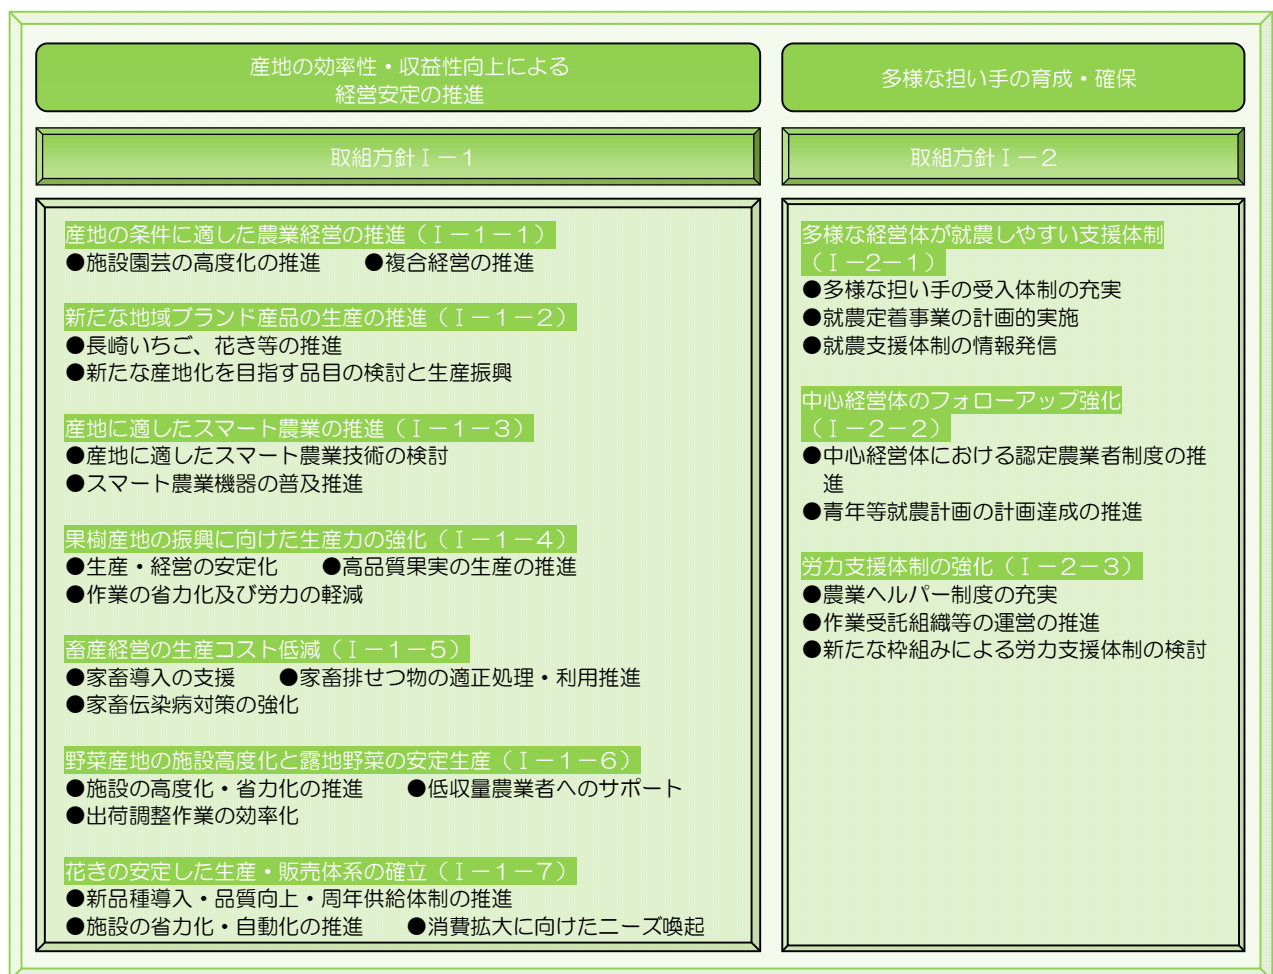 産地の効率性・収益性向上による
経営安定の推進
取組方針Ⅰ－１
産地の条件に適した農業経営の推進（Ⅰ－１－１）
●施設園芸の高度化の推進　　●複合経営の推進
新たな地域ブランド産品の生産の推進（Ⅰ－１－２）
●長崎いちご、花き等の推進
●新たな産地化を目指す品目の検討と生産振興
産地に適したスマート農業の推進（Ⅰ－１－３）
●産地に適したスマート農業技術の検討
●スマート農業機器の普及推進
果樹産地の振興に向けた生産力の強化（Ⅰ－１－４）
●生産・経営の安定化　　●高品質果実の生産の推進
●作業の省力化及び労力の軽減
畜産経営の生産コスト低減（Ⅰ－１－５）
●家畜導入の支援　　●家畜排せつ物の適正処理・利用推進
●家畜伝染病対策の強化
野菜産地の施設高度化と露地野菜の安定生産（Ⅰ－１－６）
●施設の高度化・省力化の推進　　●低収量農業者へのサポート
●出荷調整作業の効率化
花きの安定した生産・販売体系の確立（Ⅰ－１－７）
●新品種導入・品質向上・周年供給体制の推進
●施設の省力化・自動化の推進　　●消費拡大に向けたニーズ喚起
多様な担い手の育成・確保
取組方針Ⅰ－２
多様な経営体が就農しやすい支援体制
（Ⅰ－２－１）
●多様な担い手の受入体制の充実
●就農定着事業の計画的実施
●就農支援体制の情報発信
中心経営体のフォローアップ強化
（Ⅰ－２－２）
●中心経営体における認定農業者制度の推
進
●青年等就農計画の計画達成の推進
労力支援体制の強化（Ⅰ－２－３）
●農業ヘルパー制度の充実
●作業受託組織等の運営の推進
●新たな枠組みによる労力支援体制の検討